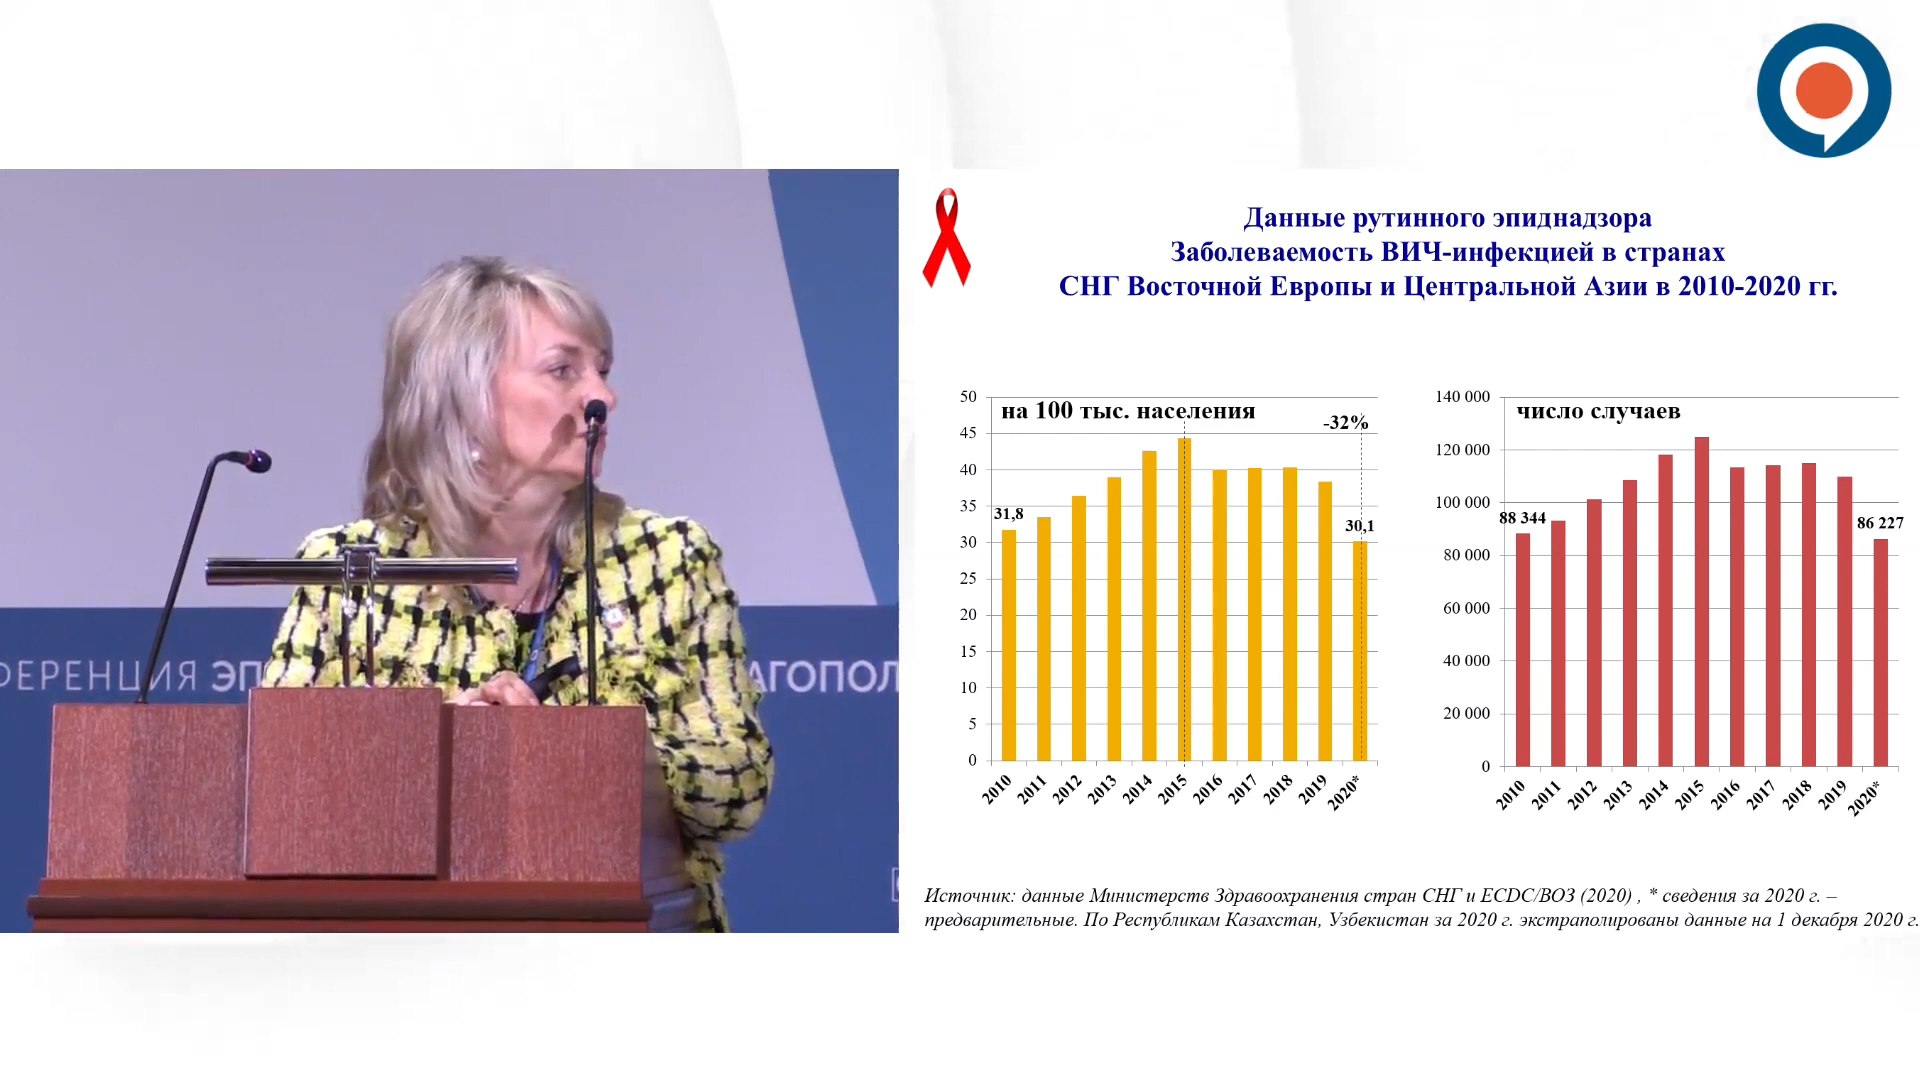 ФЕРЕНЦИЯ ЭП
АГОПОЛ
Данные рутинного эпиднадзора
Заболеваемость ВИЧ-инфекцией в странах
СНГ Восточной Европы и Центральной Азии в 2010-2020 гг.
на 100 тыс. населения
-32%
50
45
40
35
30
25
20
15
10
5
0
31,8
30,1
2010 2011 2012 2013 2014 2015 2016 2017 2018 2019 2020*
число случаев
140 000
120 000
100 000
80 000
60 000
40 000
20 000
0
88 344
86 227
2010 2011 2012 2013 2014 2015 2016 2017 2018 2019 2020*
Источник: данные Министерств Здравоохранения стран СНГ и ECDC/ВОЗ (2020) , * сведения за 2020 г. –
предварительные. По Республикам Казахстан, Узбекистан за 2020 г. экстраполированы данные на 1 декабря 2020 г.